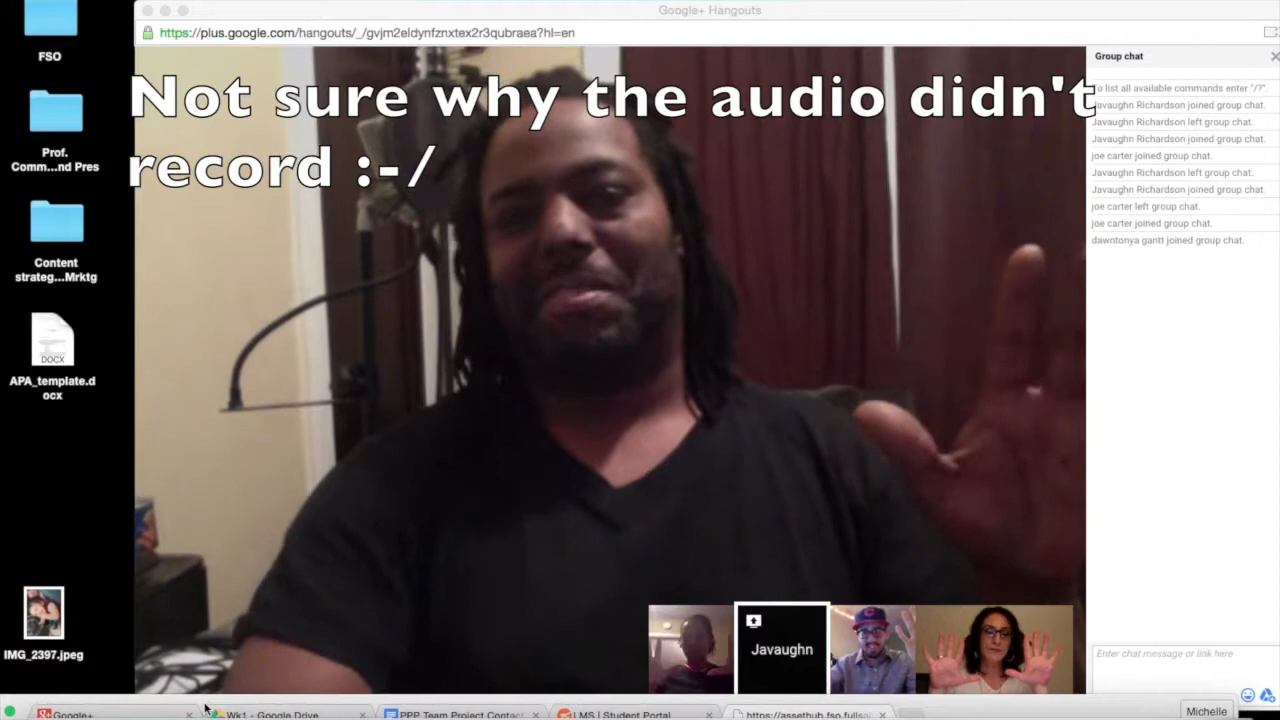 Google+ Hangouts
https://plus.google.com/hangouts/_/gvjm2eldynfznxtex2r3qubraea?hl=en
FSO
Prof.
Comm...nd Pres
Content
strateg...Mrktg
DOCX
APA_template.d
ocx
IMG_2397.jpeg
Not sure why the audio didn't
record :-/
Group chat
To list all available commands enter "/?".
Javaughn Richardson joined group chat.
Javaughn Richardson left group chat.
Javaughn Richardson joined group chat.
joe carter joined group chat.
Javaughn Richardson left group chat.
Javaughn Richardson joined group chat.
joe carter left group chat.
joe carter joined group chat.
dawntonya gantt joined group chat.
Javaughn
Enter chat message or link here
Google+
Wk1 - Google Drive
PPP Team Project Contac
LMS | Student Portal
https://assethub.fso.fullsai
Michelle